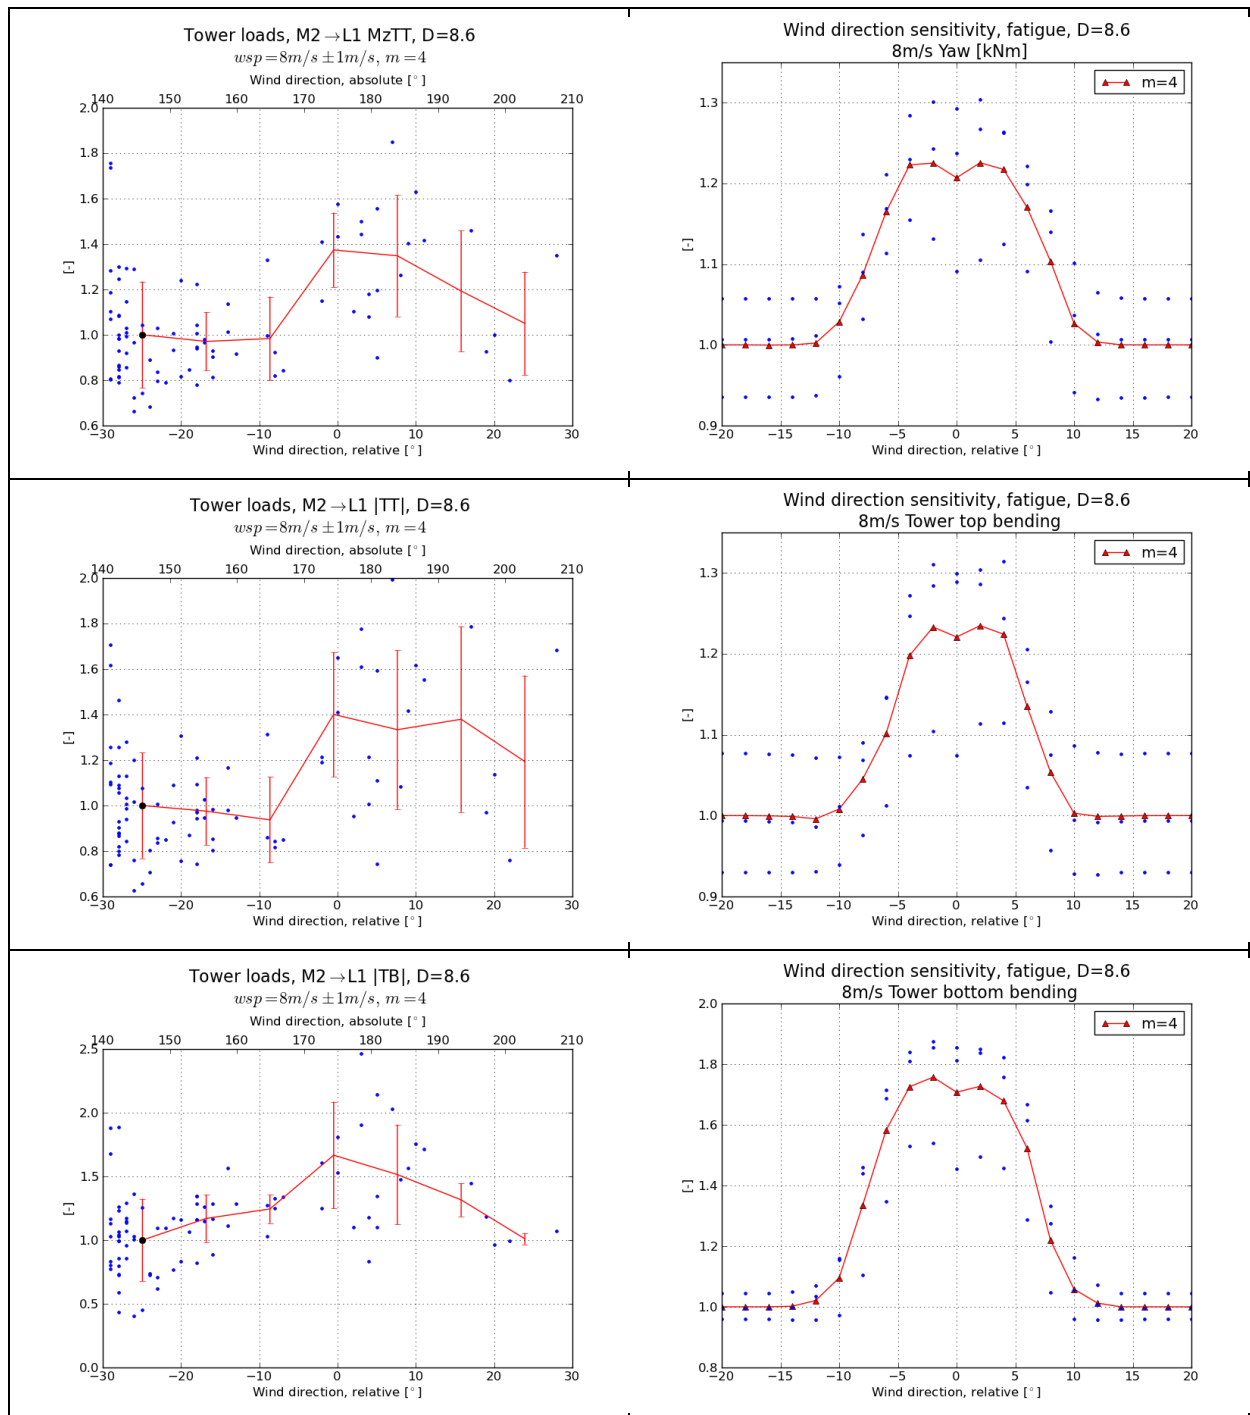 Tower loads, M2→L1 MzTT, D=8.6
wsp=8m/s±1m/s, m=4
Wind direction, absolute [°]
140 150 160 170 180 190 200 210
2.0
1.8
1.6
1.4
1.2
1.0
0.8
0.6
[-]
−30 −20 −10 0 10 20 30
Wind direction, relative [°]
Wind direction sensitivity, fatigue, D=8.6
8m/s Yaw [kNm]
m=4
1.3
1.2
1.1
1.0
0.9
[-]
−20 −15 −10 −5 0 5 10 15 20
Wind direction, relative [°]
Tower loads, M2→L1 |TT|, D=8.6
wsp=8m/s±1m/s, m=4
Wind direction, absolute [°]
140 150 160 170 180 190 200 210
2.0
1.8
1.6
1.4
1.2
1.0
0.8
0.6
[-]
−30 −20 −10 0 10 20 30
Wind direction, relative [°]
Wind direction sensitivity, fatigue, D=8.6
8m/s Tower top bending
m=4
1.3
1.2
1.1
1.0
0.9
[-]
−20 −15 −10 −5 0 5 10 15 20
Wind direction, relative [°]
Tower loads, M2→L1 |TB|, D=8.6
wsp=8m/s±1m/s, m=4
Wind direction, absolute [°]
140 150 160 170 180 190 200 210
2.5
2.0
1.5
1.0
0.5
0.0
[-]
−30 −20 −10 0 10 20 30
Wind direction, relative [°]
Wind direction sensitivity, fatigue, D=8.6
8m/s Tower bottom bending
m=4
2.0
1.8
1.6
1.4
1.2
1.0
0.8
[-]
−20 −15 −10 −5 0 5 10 15 20
Wind direction, relative [°]